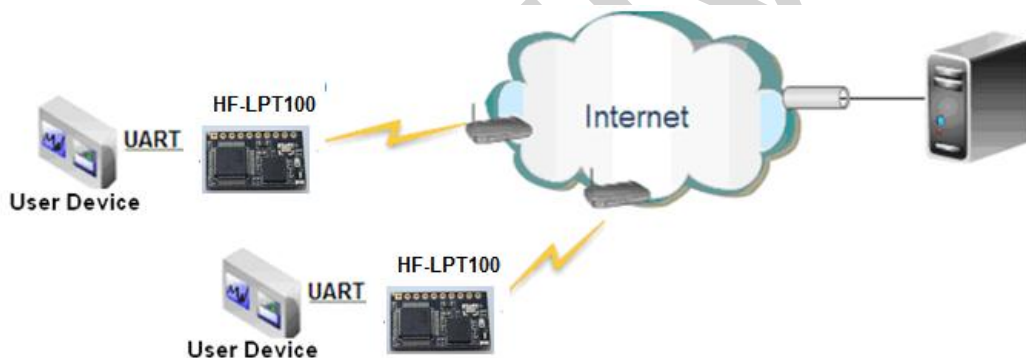 HF-LPT100
UART
User Device
Internet
HF-LPT100
UART
User Device